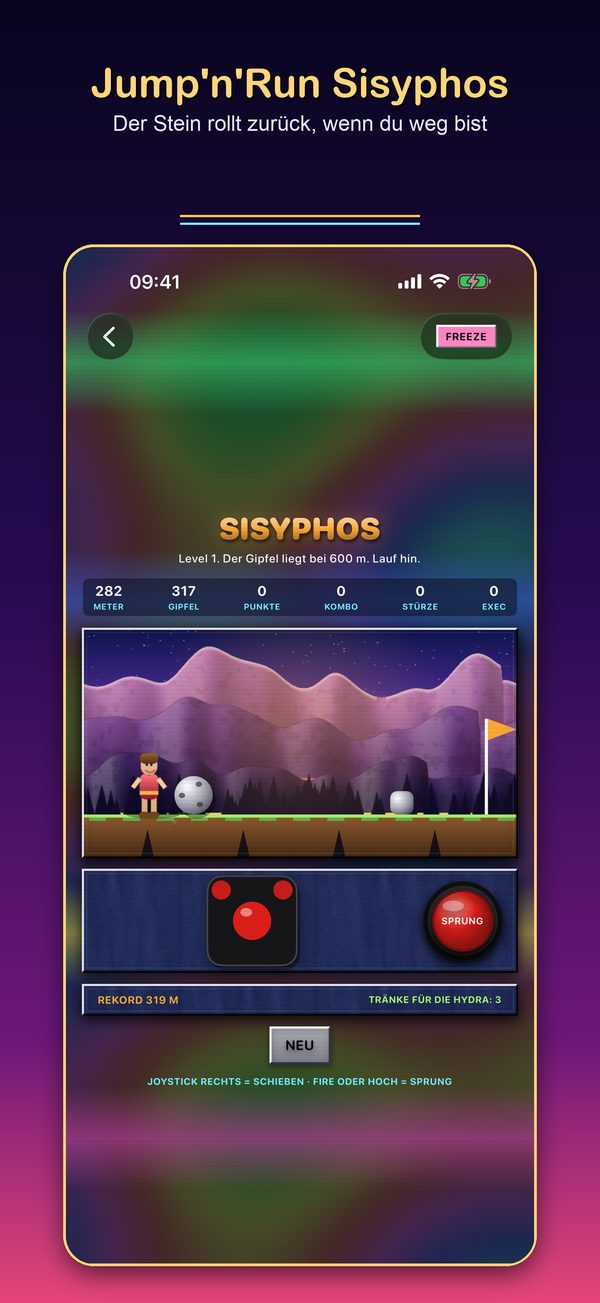 Jump'n'Run Sisyphos
Der Stein rollt zurück, wenn du weg bist
09:41
FREEZE
SISYPHOS
Level 1. Der Gipfel liegt bei 600 m. Lauf hin.
282 317 0 0 0 0
METER GIPFEL PUNKTE KOMBO STÜRZE EXEC
SPRUNG
REKORD 319 M TRÄNKE FÜR DIE HYDRA: 3
NEU
JOYSTICK RECHTS = SCHIEBEN · FIRE ODER HOCH = SPRUNG